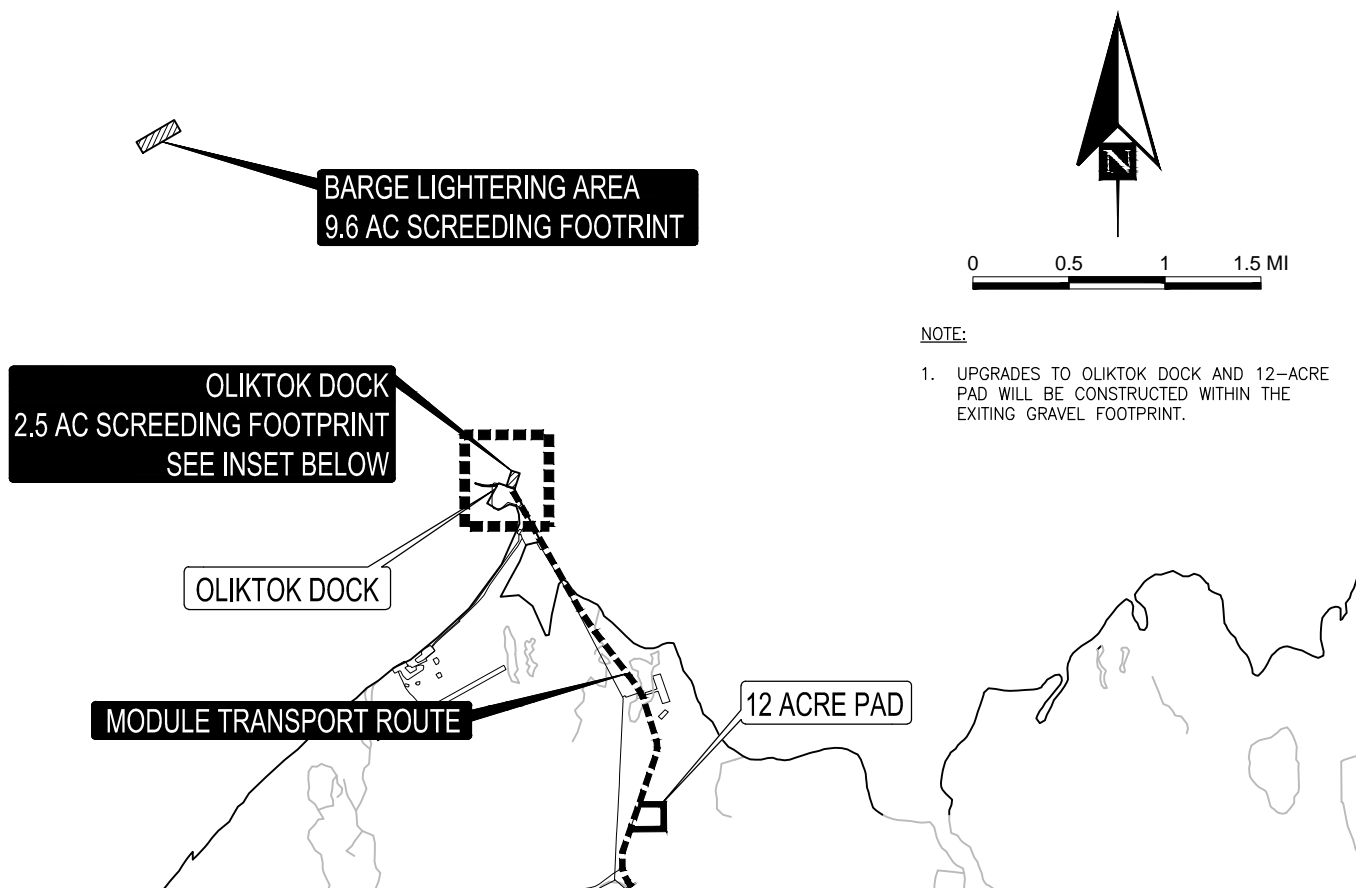 BARGE LIGHTERING AREA
9.6 AC SCREEDING FOOTRINT
N
0 0.5 1 1.5 MI
NOTE:
1. UPGRADES TO OLIKTOK DOCK AND 12-ACRE
PAD WILL BE CONSTRUCTED WITHIN THE
EXITING GRAVEL FOOTPRINT.
OLIKTOK DOCK
2.5 AC SCREEDING FOOTPRINT
SEE INSET BELOW
OLIKTOK DOCK
MODULE TRANSPORT ROUTE
12 ACRE PAD